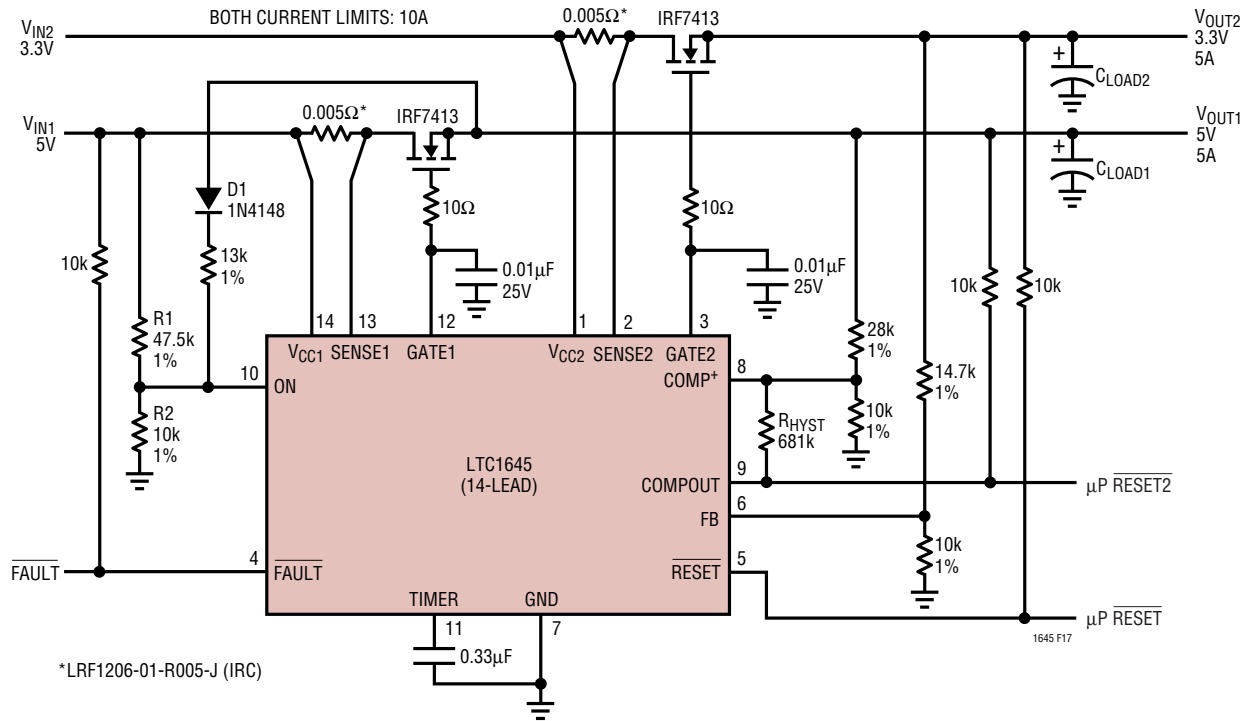 BOTH CURRENT LIMITS: 10A
0.005Ω*
IRF7413
VIN2
3.3V
VOUT2
3.3V
5A
CLOAD2
+
0.005Ω*
IRF7413
VIN1
5V
VOUT1
5V
5A
CLOAD1
+
D1
1N4148
10Ω
10Ω
10k
13k
1%
0.01µF
25V
0.01µF
25V
10k
10k
R1
47.5k
1%
28k
1%
14.7k
1%
14
13
12
1
2
3
VCC1
SENSE1
GATE1
VCC2
SENSE2
GATE2
10
ON
8
COMP+
R2
10k
1%
RHYST
681k
10k
1%
LTC1645
(14-LEAD)
9
COMPOUT
µP RESET2
6
FB
10k
1%
FAULT
4
FAULT
5
RESET
TIMER
GND
11
7
µP RESET
1645 F17
0.33µF
*LRF1206-01-R005-J (IRC)